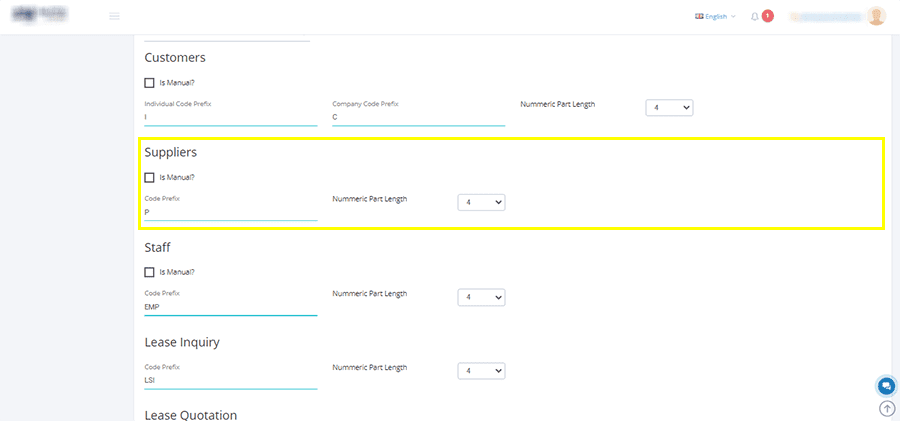 English
1
Customers
Is Manual?
Individual Code Prefix
Company Code Prefix
Nummeric Part Length
4
I
C
Suppliers
Is Manual?
Code Prefix
Nummeric Part Length
4
P
Staff
Is Manual?
Code Prefix
Nummeric Part Length
4
EMP
Lease Inquiry
Code Prefix
Nummeric Part Length
4
LSI
Lease Quotation